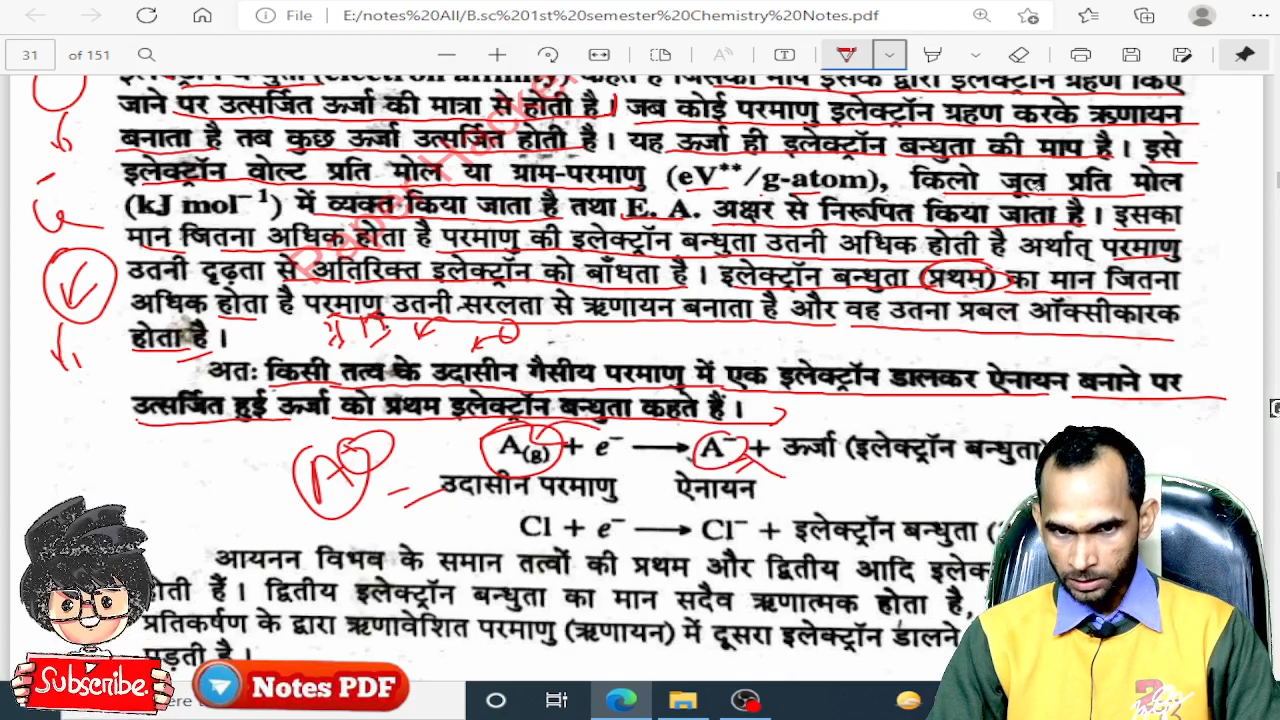 File
E:/notes%20All/B.sc%201st%20semester%20Chemistry%20Notes.pdf
31 of 151
कहते हैं जिसका माप इसके द्वारा इलेक्ट्रॉन ग्रहण किए
जाने पर उत्सर्जित ऊर्जा की मात्रा से होती है। जब कोई परमाणु इलेक्ट्रॉन ग्रहण करके ऋणायन
बनाता है तब कुछ ऊर्जा उत्सर्जित होती है। यह ऊर्जा ही इलेक्ट्रॉन बन्धुता की माप है। इसे
इलेक्ट्रॉन वोल्ट प्रति मोल या ग्राम-परमाणु (eV**/g-atom), किलो जूल प्रति मोल
(kJ mol⁻¹) में व्यक्त किया जाता है तथा E. A. अक्षर से निरूपित किया जाता है। इसका
मान जितना अधिक होता है परमाणु की इलेक्ट्रॉन बन्धुता उतनी अधिक होती है अर्थात् परमाणु
उतनी दृढ़ता से अतिरिक्त इलेक्ट्रॉन को बाँधता है। इलेक्ट्रॉन बन्धुता (प्रथम) का मान जितना
अधिक होता है परमाणु उतनी सरलता से ऋणायन बनाता है और वह उतना प्रबल ऑक्सीकारक
होता है।
अतः किसी तत्व के उदासीन गैसीय परमाणु में एक इलेक्ट्रॉन डालकर ऐनायन बनाने पर
उत्सर्जित हुई ऊर्जा को प्रथम इलेक्ट्रॉन बन्धुता कहते हैं।
A(g) + e⁻ ⟶ A⁻ + ऊर्जा (इलेक्ट्रॉन बन्धुता)
A
उदासीन परमाणु ऐनायन
Cl + e⁻ ⟶ Cl⁻ + इलेक्ट्रॉन बन्धुता (
आयनन विभव के समान तत्वों की प्रथम और द्वितीय आदि
होती हैं। द्वितीय इलेक्ट्रॉन बन्धुता का मान सदैव ऋणात्मक होता है,
प्रतिकर्षण के द्वारा ऋणावेशित परमाणु (ऋणायन) में दूसरा इलेक्ट्रॉन डालने
पड़ती है।
Subscribe.
Notes PDF